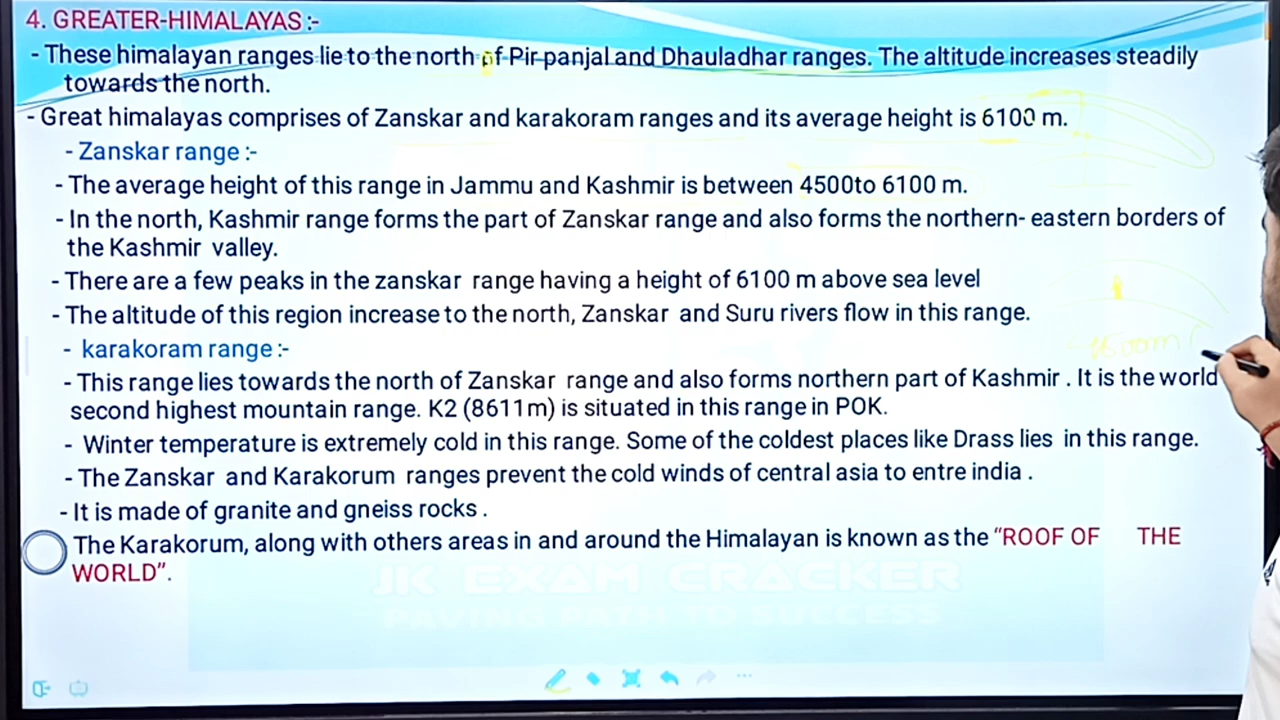 4. GREATER-HIMALAYAS :-
- These himalayan ranges lie to the north of Pir panjal and Dhauladhar ranges. The altitude increases steadily
towards the north.
- Great himalayas comprises of Zanskar and karakoram ranges and its average height is 6100 m.
- Zanskar range :-
- The average height of this range in Jammu and Kashmir is between 4500to 6100 m.
- In the north, Kashmir range forms the part of Zanskar range and also forms the northern- eastern borders of
the Kashmir valley.
- There are a few peaks in the zanskar range having a height of 6100 m above sea level
- The altitude of this region increase to the north, Zanskar and Suru rivers flow in this range.
- karakoram range :-
- This range lies towards the north of Zanskar range and also forms northern part of Kashmir . It is the world
second highest mountain range. K2 (8611m) is situated in this range in POK.
- Winter temperature is extremely cold in this range. Some of the coldest places like Drass lies in this range.
- The Zanskar and Karakorum ranges prevent the cold winds of central asia to entre india .
- It is made of granite and gneiss rocks .
The Karakorum, along with others areas in and around the Himalayan is known as the “ROOF OF THE
WORLD”.
JK EXAM CRACKER
PAVING PATH TO SUCCESS